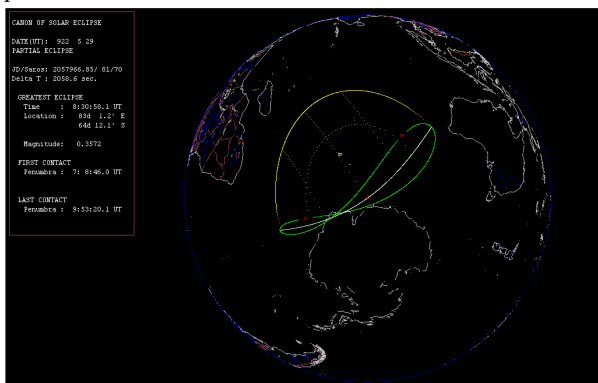 CANON OF SOLAR ECLIPSE
DATE(UT):  922  5 29
PARTIAL ECLIPSE
JD/Saros: 2057966.85/ 81/70
Delta T : 2058.6 sec.
GREATEST ECLIPSE
Time     :  8:30:58.1 UT
Location :  83d  1.2' E
64d 12.1' S
Magnitude:   0.3572
FIRST CONTACT
Penumbra :  7: 8:46.0 UT
LAST CONTACT
Penumbra :  9:53:20.1 UT